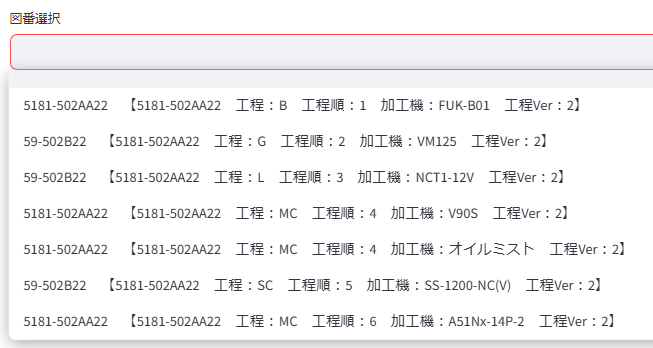 図番選択
5181-502AA22 【5181-502AA22 工程：B 工程順：1 加工機：FUK-B01 工程Ver：2】
59-502B22 【5181-502AA22 工程：G 工程順：2 加工機：VM125 工程Ver：2】
59-502B22 【5181-502AA22 工程：L 工程順：3 加工機：NCT1-12V 工程Ver：2】
5181-502AA22 【5181-502AA22 工程：MC 工程順：4 加工機：V90S 工程Ver：2】
5181-502AA22 【5181-502AA22 工程：MC 工程順：4 加工機：オイルミスト 工程Ver：2】
59-502B22 【5181-502AA22 工程：SC 工程順：5 加工機：SS-1200-NC(V) 工程Ver：2】
5181-502AA22 【5181-502AA22 工程：MC 工程順：6 加工機：A51Nx-14P-2 工程Ver：2】